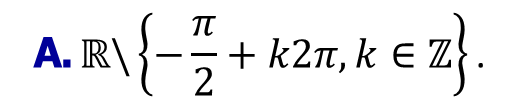 A. ℝ\{−π/2 + k2π, k ∈ ℤ}.